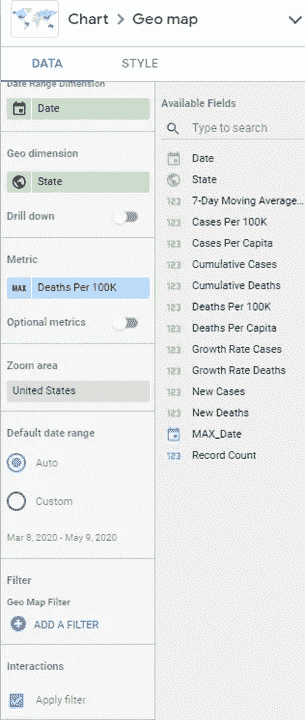 Chart > Geo map
DATA
STYLE
Date Range Dimension
Date
Geo dimension
State
Drill down
Metric
MAX Deaths Per 100K
Optional metrics
Zoom area
United States
Default date range
Auto
Custom
Mar 8, 2020 - May 9, 2020
Filter
Geo Map Filter
ADD A FILTER
Interactions
Apply filter
Available Fields
Type to search
Date
State
123 7-Day Moving Average...
123 Cases Per 100K
123 Cases Per Capita
123 Cumulative Cases
123 Cumulative Deaths
123 Deaths Per 100K
123 Deaths Per Capita
123 Growth Rate Cases
123 Growth Rate Deaths
123 New Cases
123 New Deaths
MAX_Date
123 Record Count